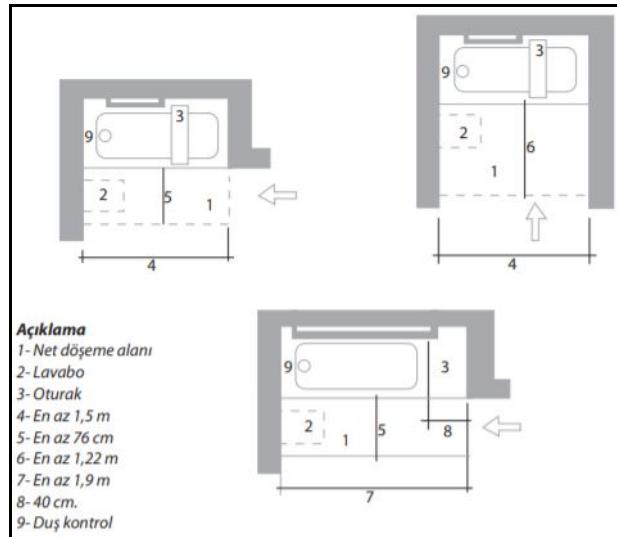 9
3
2
5
1
4
9
3
2
6
1
4
Açıklama
1- Net döşeme alanı
2- Lavabo
3- Oturak
4- En az 1,5 m
5- En az 76 cm
6- En az 1,22 m
7- En az 1,9 m
8- 40 cm.
9- Duş kontrol
9
3
2
1
5
8
7